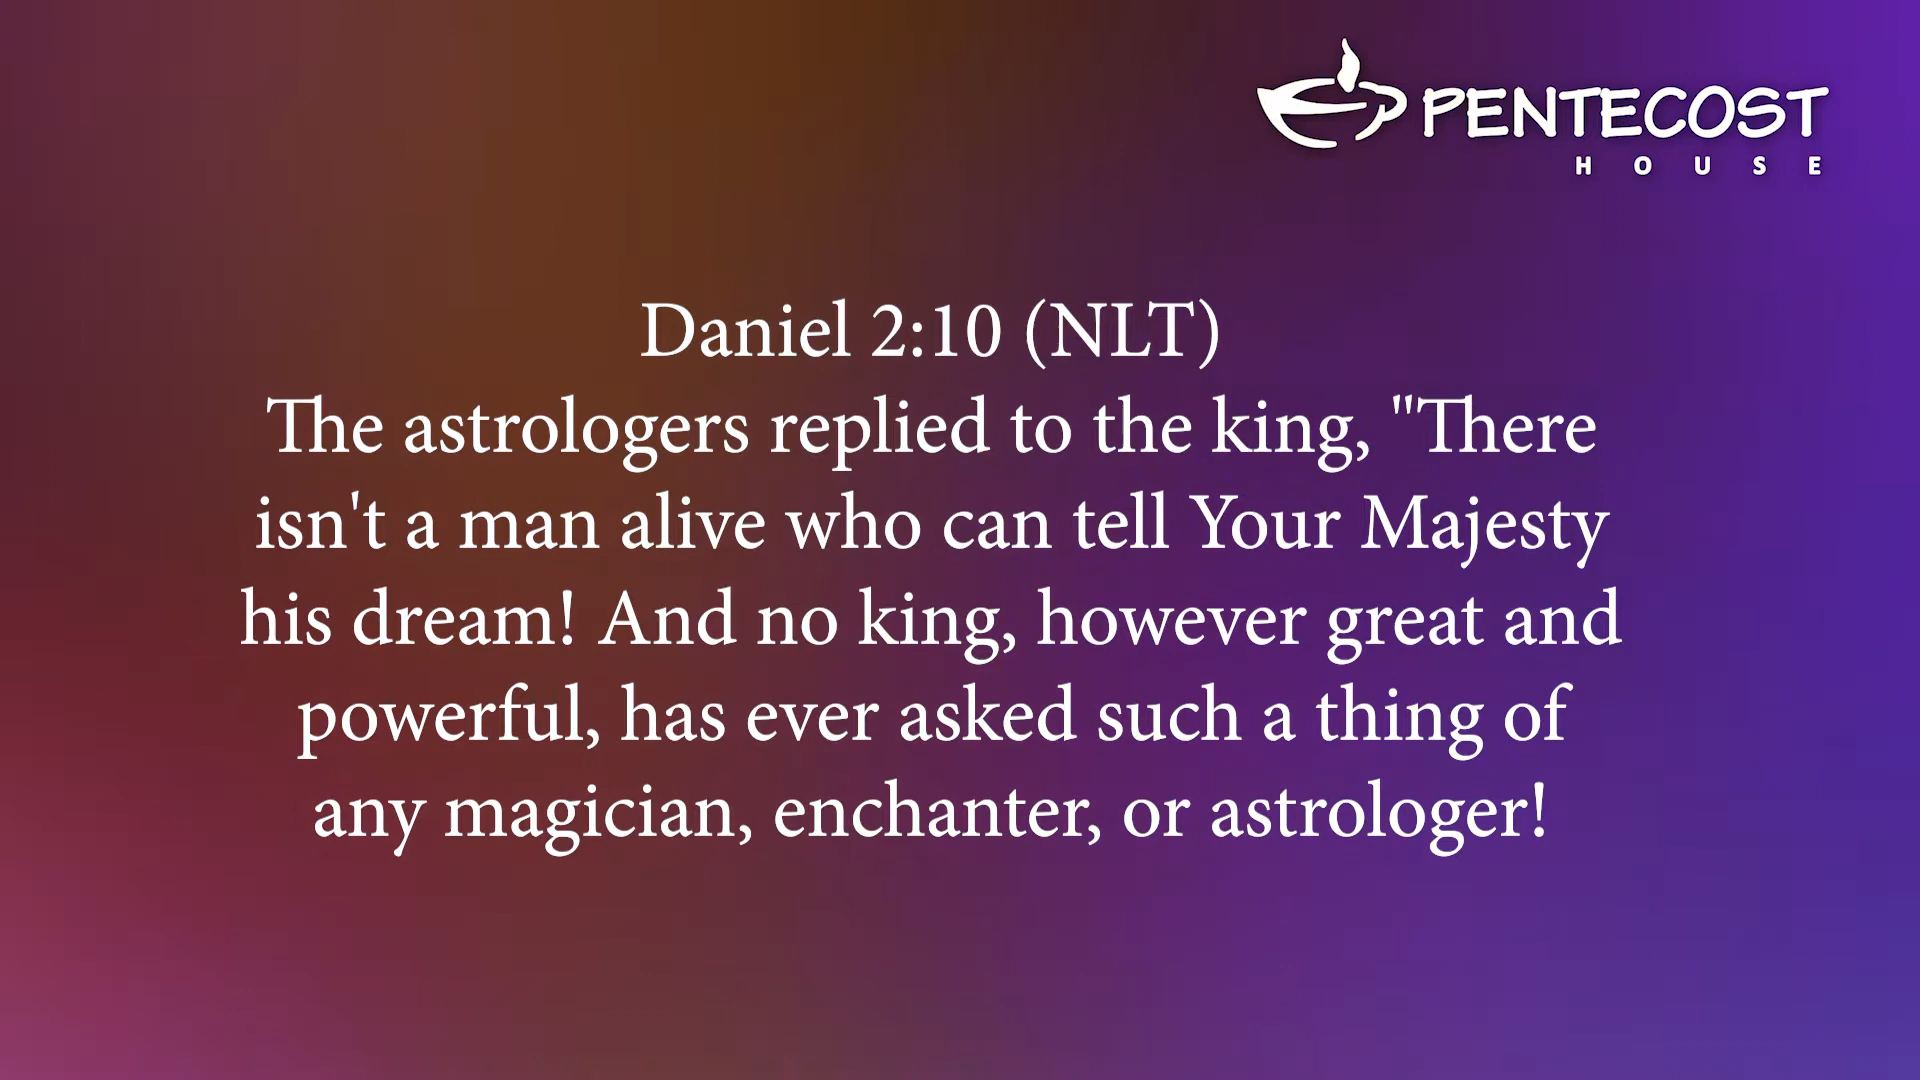 PENTECOST
HOUSE
Daniel 2:10 (NLT)
The astrologers replied to the king, "There
isn't a man alive who can tell Your Majesty
his dream! And no king, however great and
powerful, has ever asked such a thing of
any magician, enchanter, or astrologer!